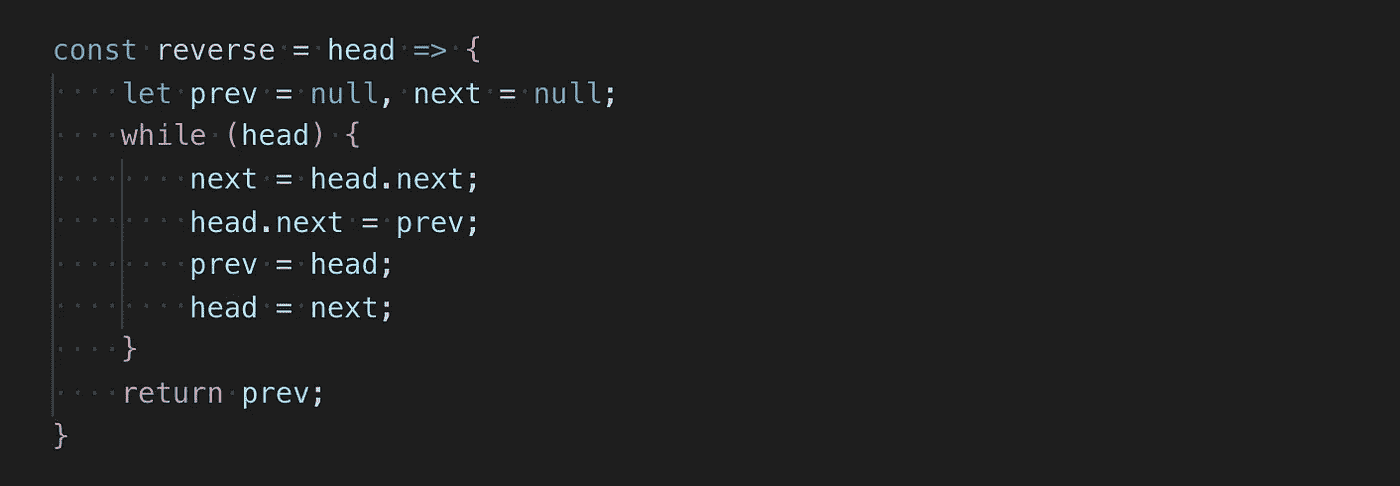 const reverse = head => {
    let prev = null, next = null;
    while (head) {
        next = head.next;
        head.next = prev;
        prev = head;
        head = next;
    }
    return prev;
}